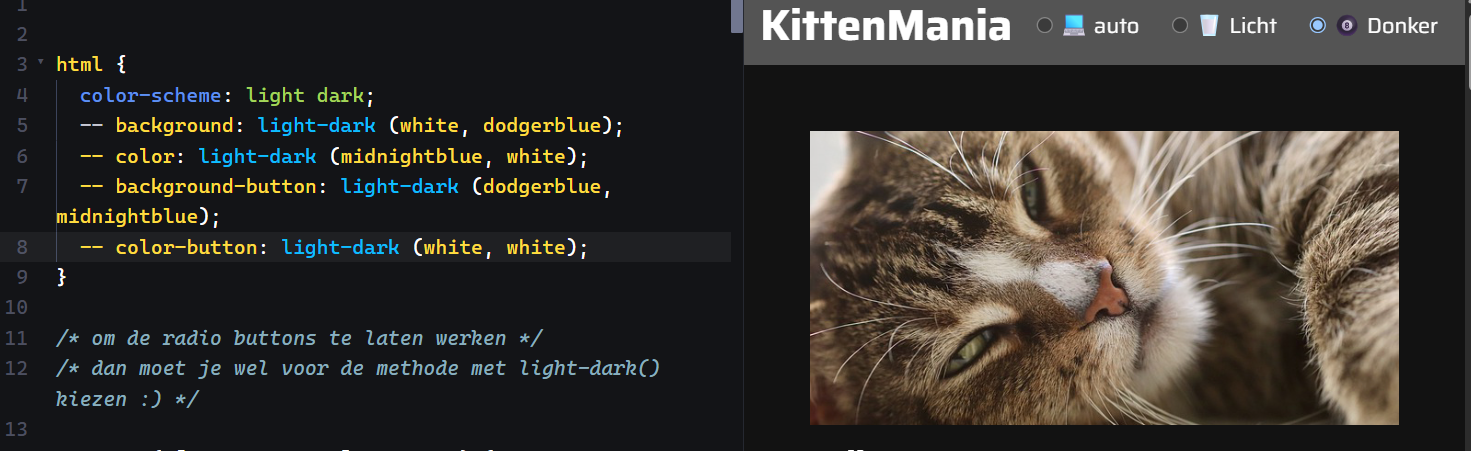 1
2
3 html {
4 color-scheme: light dark;
5 -- background: light-dark (white, dodgerblue);
6 -- color: light-dark (midnightblue, white);
7 -- background-button: light-dark (dodgerblue,
midnightblue);
8 -- color-button: light-dark (white, white);
9 }
10
11 /* om de radio buttons te laten werken */
12 /* dan moet je wel voor de methode met light-dark()
kiezen :) */
13
KittenMania auto Licht 8 Donker